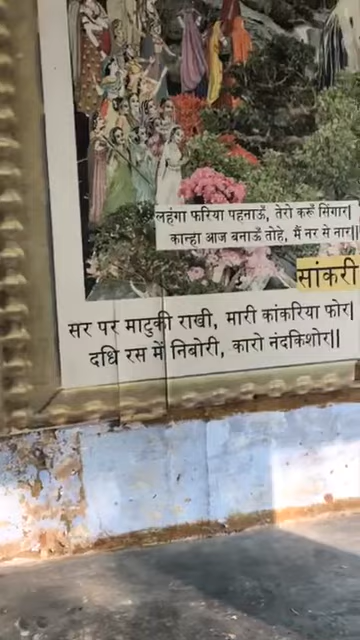 लहंगा फरिया पहनाऊँ, तेरो करूँ सिंगार|
कान्हा आज बनाऊँ तोहे, मैं नर से नार||
सांकरी
सर पर माटुकी राखी, मारी कांकरिया फोर|
दधि रस में निबोरी, कारो नंदकिशोर||